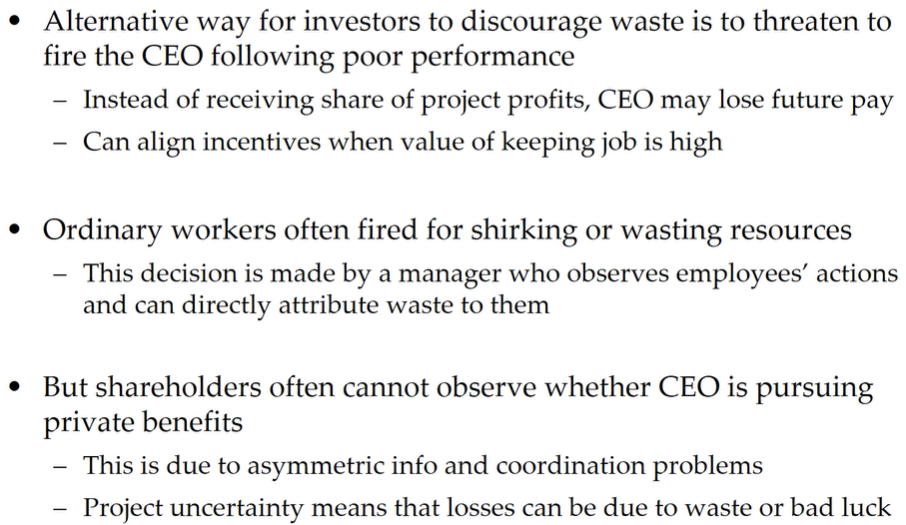 • Alternative way for investors to discourage waste is to threaten to
fire the CEO following poor performance
– Instead of receiving share of project profits, CEO may lose future pay
– Can align incentives when value of keeping job is high
• Ordinary workers often fired for shirking or wasting resources
– This decision is made by a manager who observes employees’ actions
and can directly attribute waste to them
• But shareholders often cannot observe whether CEO is pursuing
private benefits
– This is due to asymmetric info and coordination problems
– Project uncertainty means that losses can be due to waste or bad luck